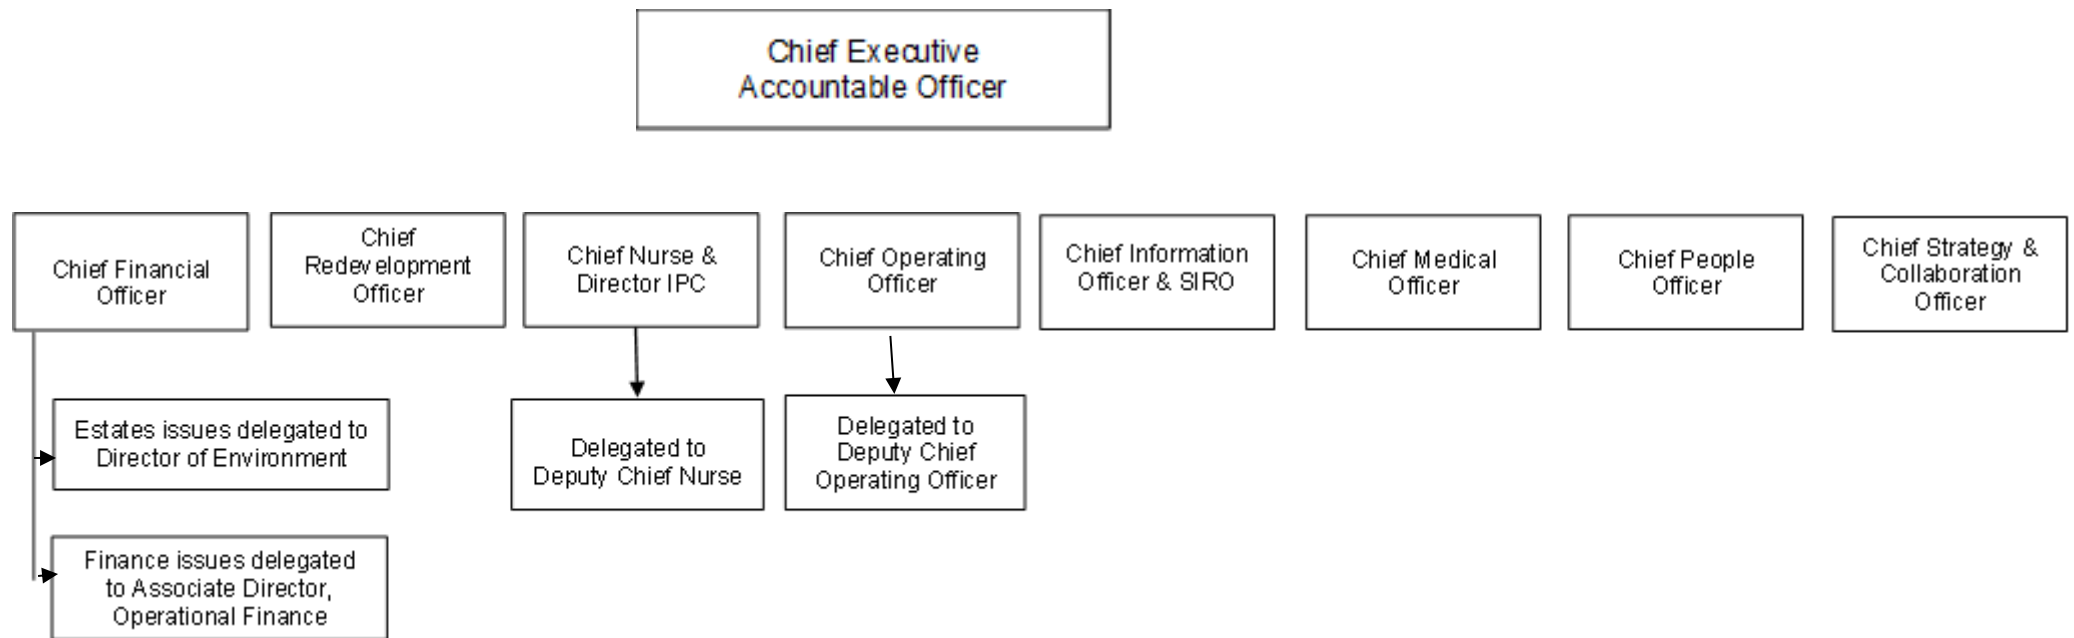 Chief Executive
Accountable Officer
Chief Financial
Officer
Chief
Redevelopment
Officer
Chief Nurse &
Director IPC
Chief Operating
Officer
Chief Information
Officer & SIRO
Chief Medical
Officer
Chief People
Officer
Chief Strategy &
Collaboration
Officer
Estates issues delegated to
Director of Environment
Delegated to
Deputy Chief Nurse
Delegated to
Deputy Chief
Operating Officer
Finance issues delegated
to Associate Director,
Operational Finance